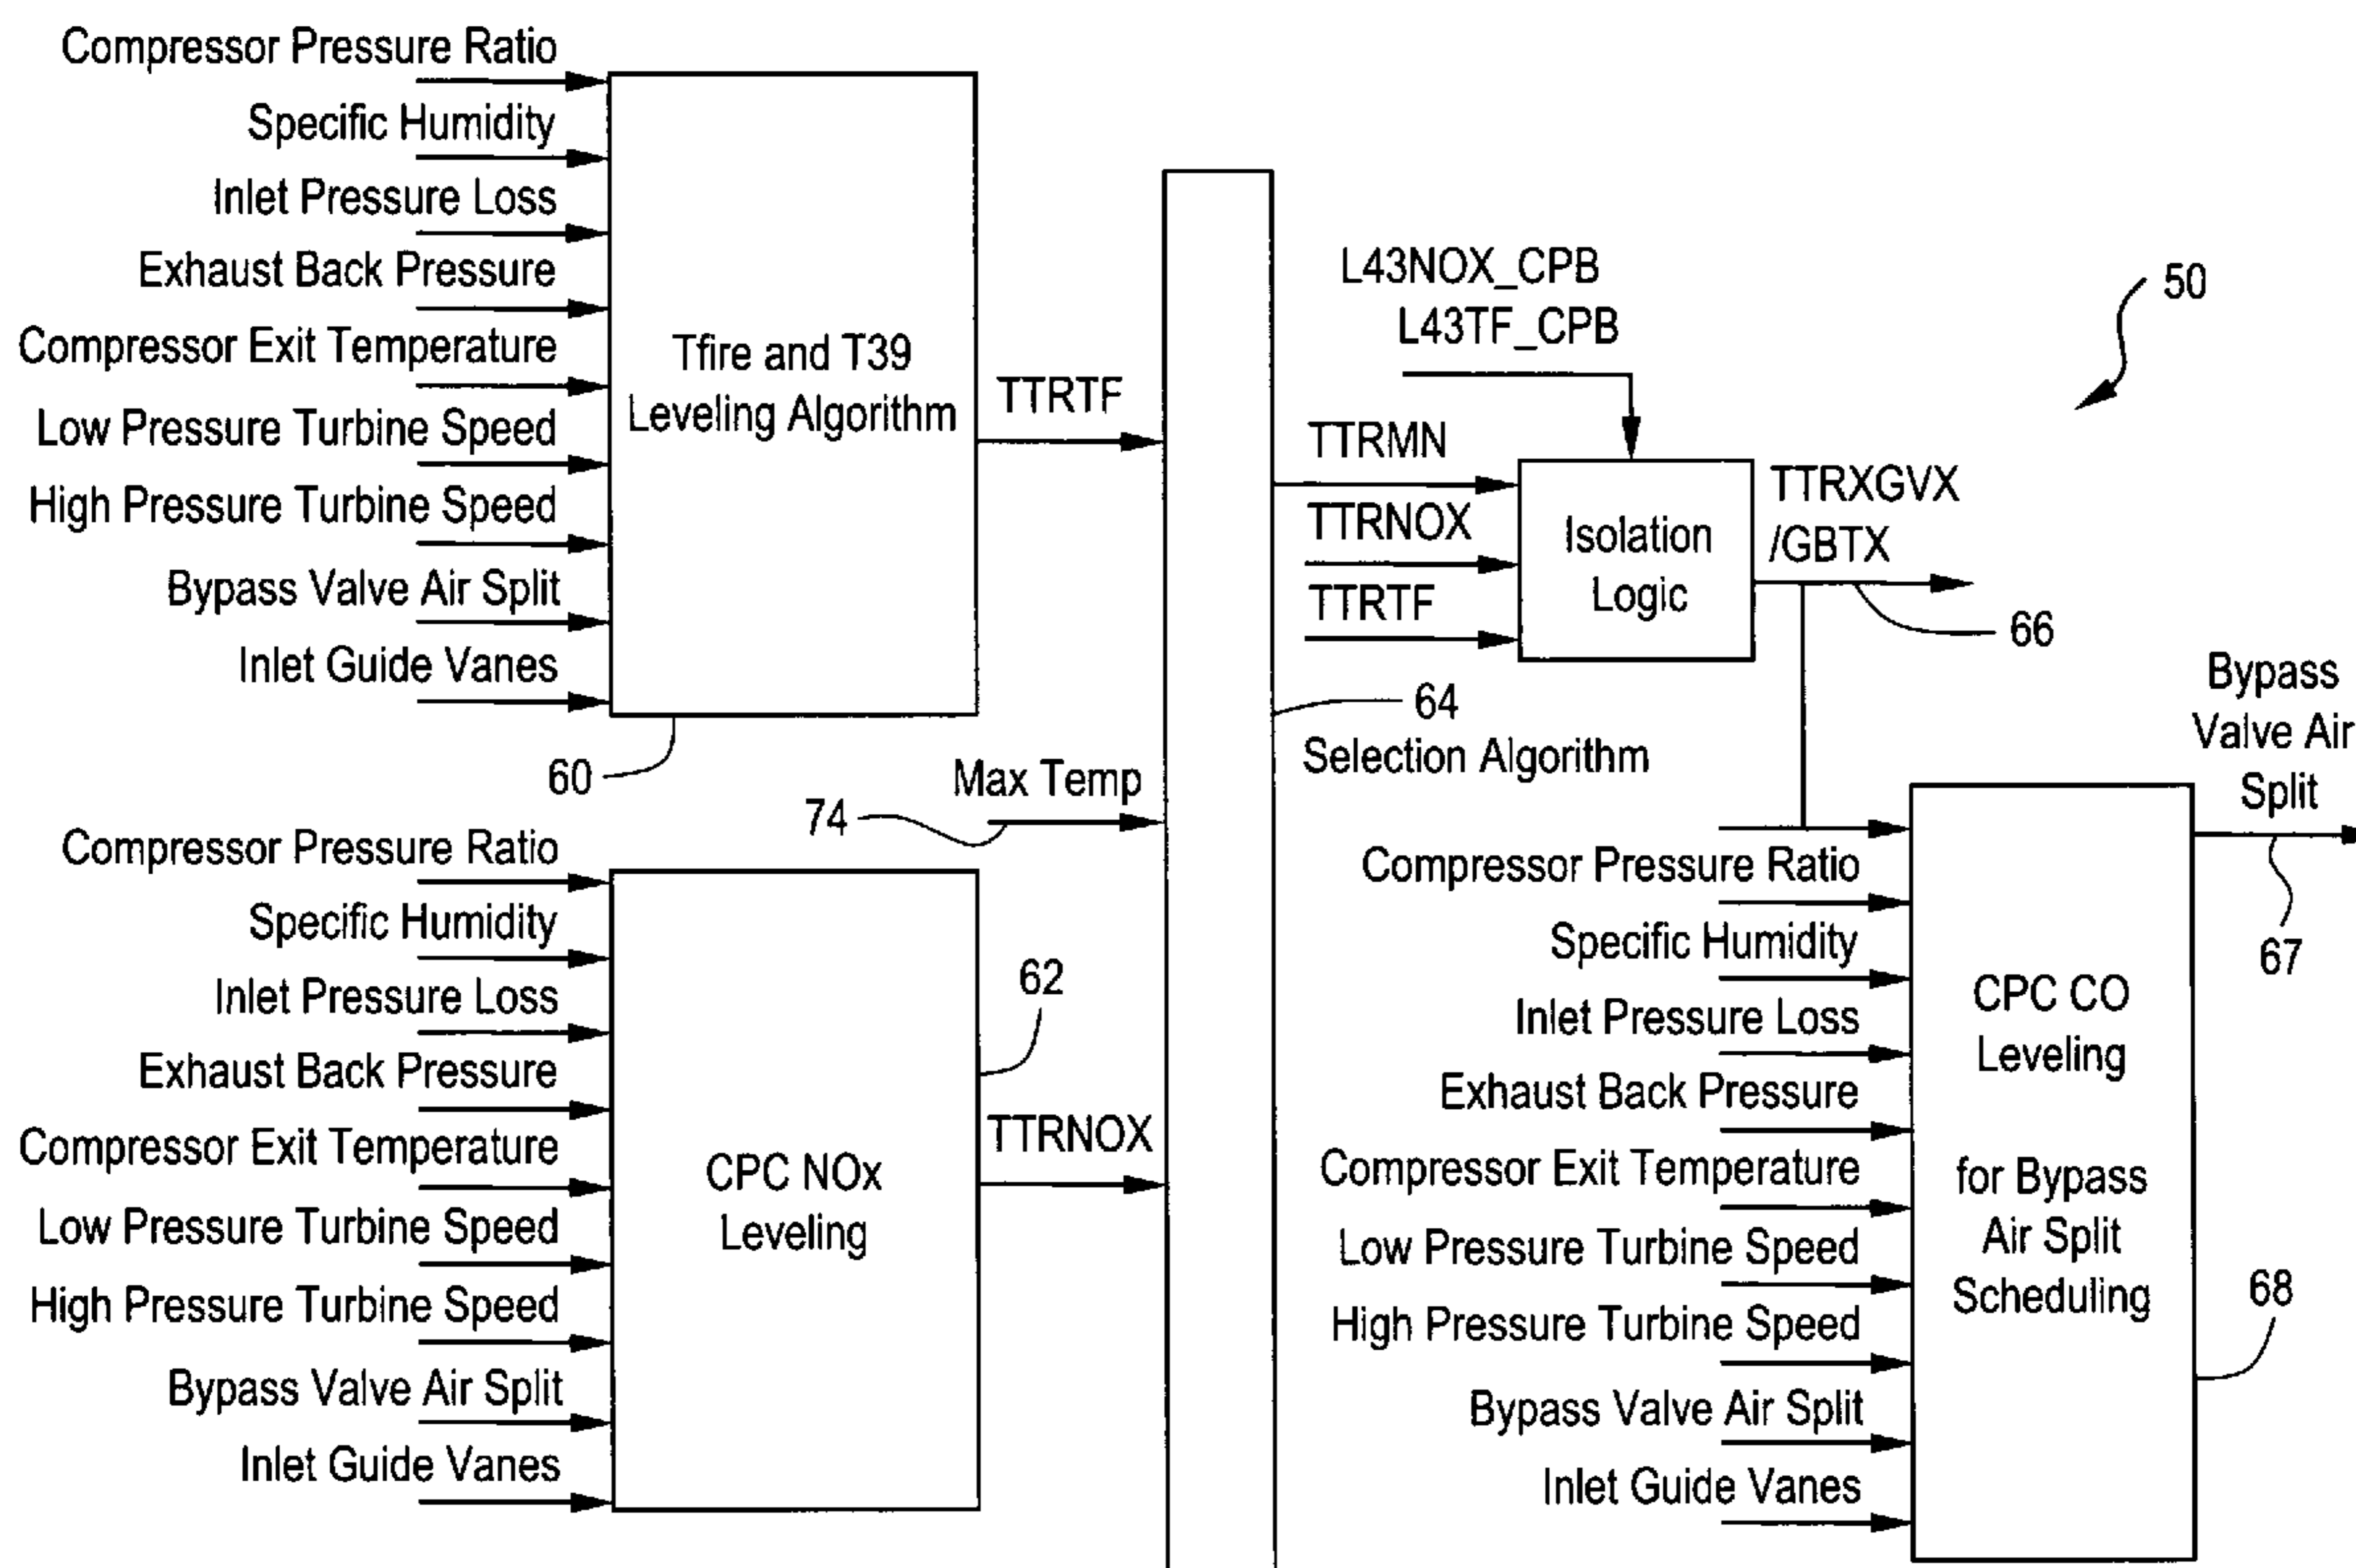 Compressor Pressure Ratio
Specific Humidity
Inlet Pressure Loss
Exhaust Back Pressure
Compressor Exit Temperature
Low Pressure Turbine Speed
High Pressure Turbine Speed
Bypass Valve Air Split
Inlet Guide Vanes
Tfire and T39
Leveling Algorithm
60
TTRTF
Max Temp
74
Compressor Pressure Ratio
Specific Humidity
Inlet Pressure Loss
Exhaust Back Pressure
Compressor Exit Temperature
Low Pressure Turbine Speed
High Pressure Turbine Speed
Bypass Valve Air Split
Inlet Guide Vanes
CPC NOx
Leveling
62
TTRNOX
L43NOX_CPB
L43TF_CPB
TTRMN
TTRNOX
TTRTF
Isolation
Logic
TTRXGVX
/GBTX
50
66
64
Selection Algorithm
Compressor Pressure Ratio
Specific Humidity
Inlet Pressure Loss
Exhaust Back Pressure
Compressor Exit Temperature
Low Pressure Turbine Speed
High Pressure Turbine Speed
Bypass Valve Air Split
Inlet Guide Vanes
CPC CO
Leveling
for Bypass
Air Split
Scheduling
Bypass
Valve Air
Split
67
68